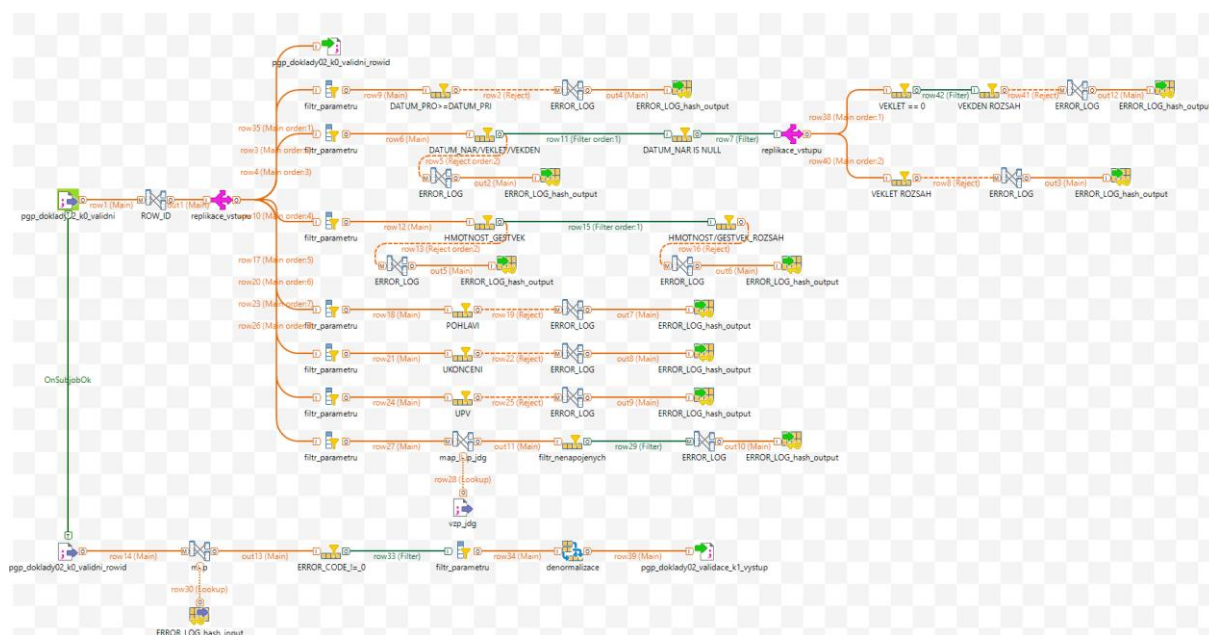 pgp_doklady02_k0_validni_rowid
row9 (Main)
row2 (Reject)
out4 (Main)
filtr_parametru
DATUM_PRO>=DATUM_PRI
ERROR_LOG
ERROR_LOG_hash_output
row42 (Filter)
row41 (Reject)
out12 (Main)
VEKLET == 0
VEKDEN ROZSAH
ERROR_LOG
ERROR_LOG_hash_output
row38 (Main order:1)
row35 (Main order:1)
row3 (Main
row4 (Main order:3)
row6 (Main)
row11 (Filter order:1)
row7 (Filter)
filtr_parametru
DATUM_NAR/VEKLET/VEKDEN
DATUM_NAR IS NULL
replikace_vstupu
row40 (Main order:2)
row5 (Reject order:2)
out2 (Main)
ERROR_LOG
ERROR_LOG_hash_output
row8 (Reject)
out3 (Main)
VEKLET ROZSAH
ERROR_LOG
ERROR_LOG_hash_output
row1 (Main)
out1 (Main)
pgp_doklady02_k0_validni
ROW_ID
replikace_vstupu
row10 (Main order:4)
row12 (Main)
row15 (Filter order:1)
filtr_parametru
HMOTNOST_GESTVEK
HMOTNOST/GESTVEK_ROZSAH
row13 (Reject order:2)
row16 (Reject)
out5 (Main)
out6 (Main)
ERROR_LOG
ERROR_LOG_hash_output
ERROR_LOG
ERROR_LOG_hash_output
row17 (Main order:5)
row20 (Main order:6)
row23 (Main order:7)
row26 (Main order:
row18 (Main)
row19 (Reject)
out7 (Main)
filtr_parametru
POHLAVI
ERROR_LOG
ERROR_LOG_hash_output
row21 (Main)
row22 (Reject)
out8 (Main)
filtr_parametru
UKONCENI
ERROR_LOG
ERROR_LOG_hash_output
OnSubjobOk
row24 (Main)
row25 (Reject)
out9 (Main)
filtr_parametru
UPV
ERROR_LOG
ERROR_LOG_hash_output
row27 (Main)
out11 (Main)
row29 (Filter)
out10 (Main)
filtr_parametru
filtr_nenapojenych
ERROR_LOG
ERROR_LOG_hash_output
row28 (Lookup)
vzp_jdg
row14 (Main)
out13 (Main)
row33 (Filter)
row34 (Main)
row39 (Main)
pgp_doklady02_k0_validni_rowid
map
ERROR_CODE_!=_0
filtr_parametru
denormalizace
pgp_doklady02_validace_k1_vystup
row30 (Lookup)
ERROR_LOG_hash_input